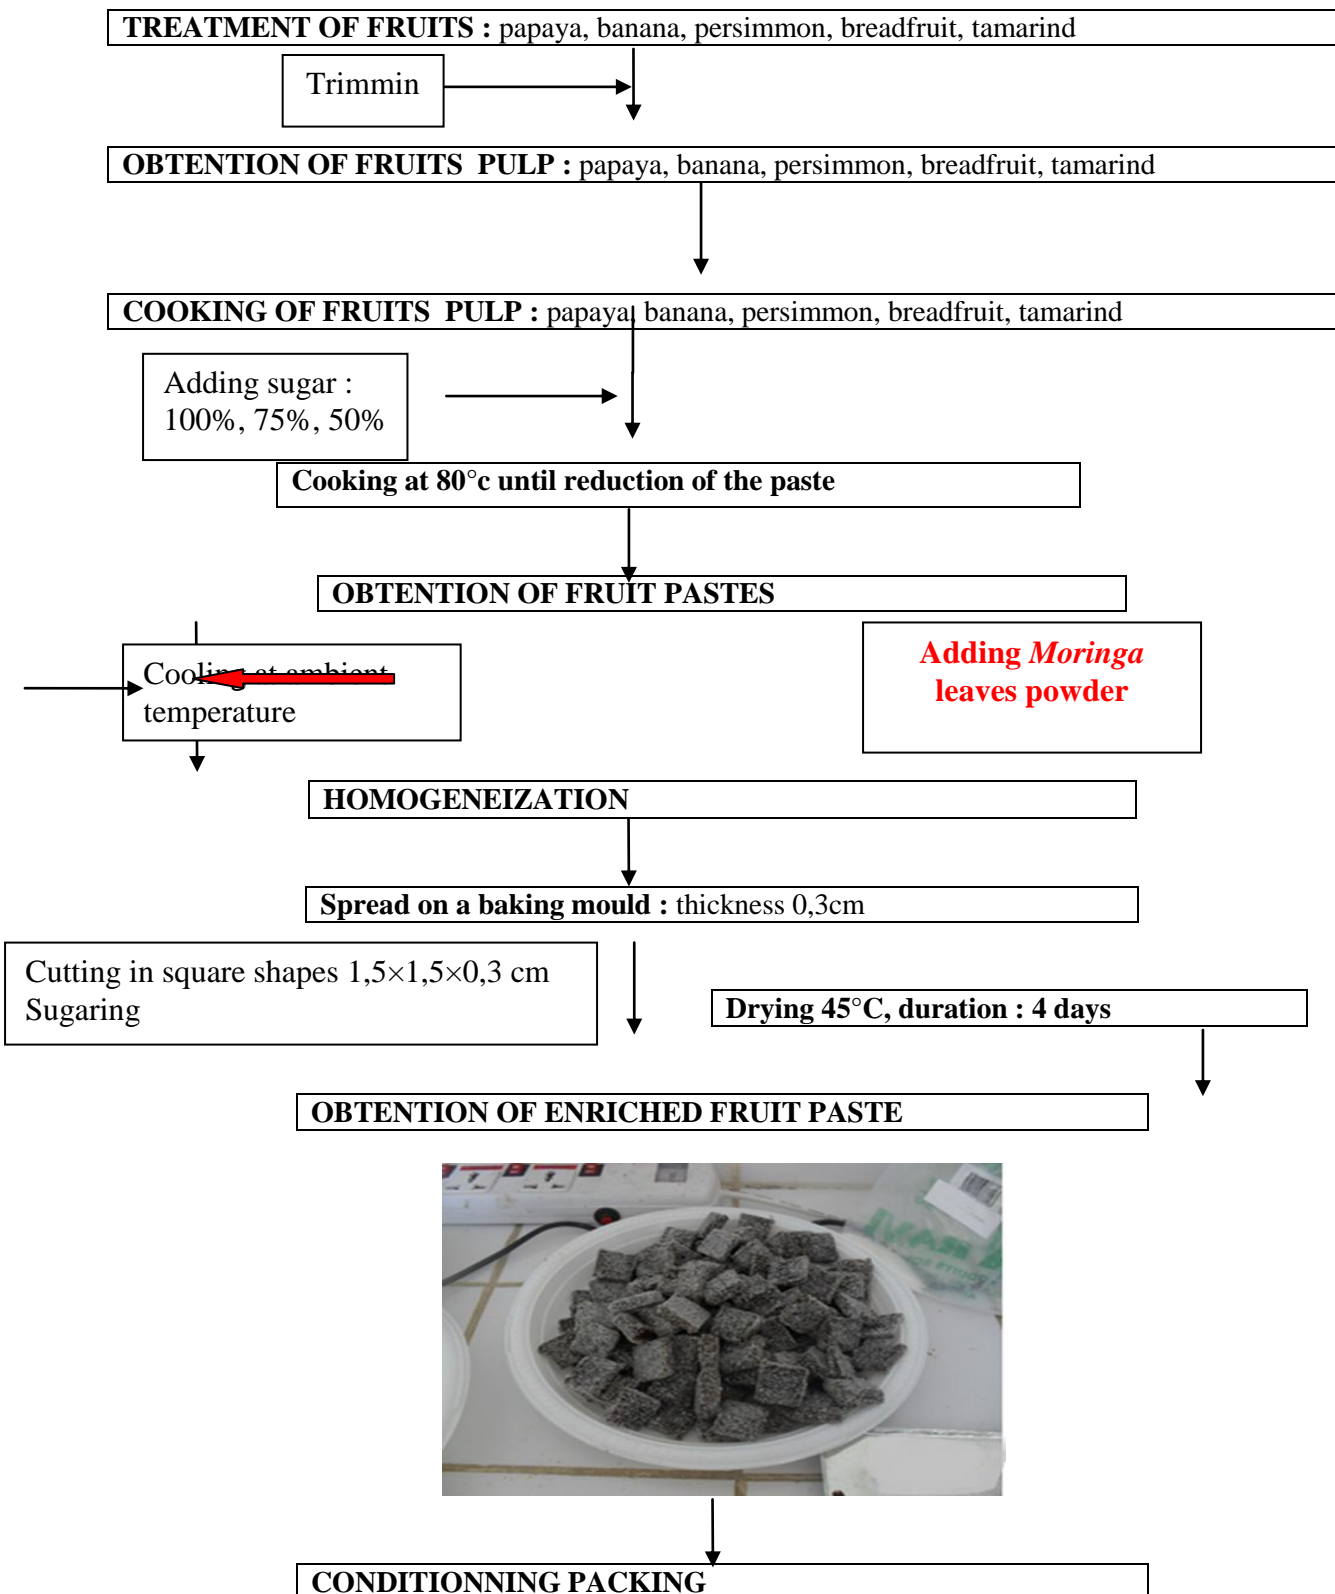 TREATMENT OF FRUITS : papaya, banana, persimmon, breadfruit, tamarind
Trimmin
OBTENTION OF FRUITS PULP : papaya, banana, persimmon, breadfruit, tamarind
COOKING OF FRUITS PULP : papaya, banana, persimmon, breadfruit, tamarind
Adding sugar :
100%, 75%, 50%
Cooking at 80°c until reduction of the paste
OBTENTION OF FRUIT PASTES
Cooling at ambient
temperature
Adding Moringa
leaves powder
HOMOGENEIZATION
Spread on a baking mould : thickness 0,3cm
Cutting in square shapes 1,5×1,5×0,3 cm
Sugaring
Drying 45°C, duration : 4 days
OBTENTION OF ENRICHED FRUIT PASTE
CONDITIONNING PACKING